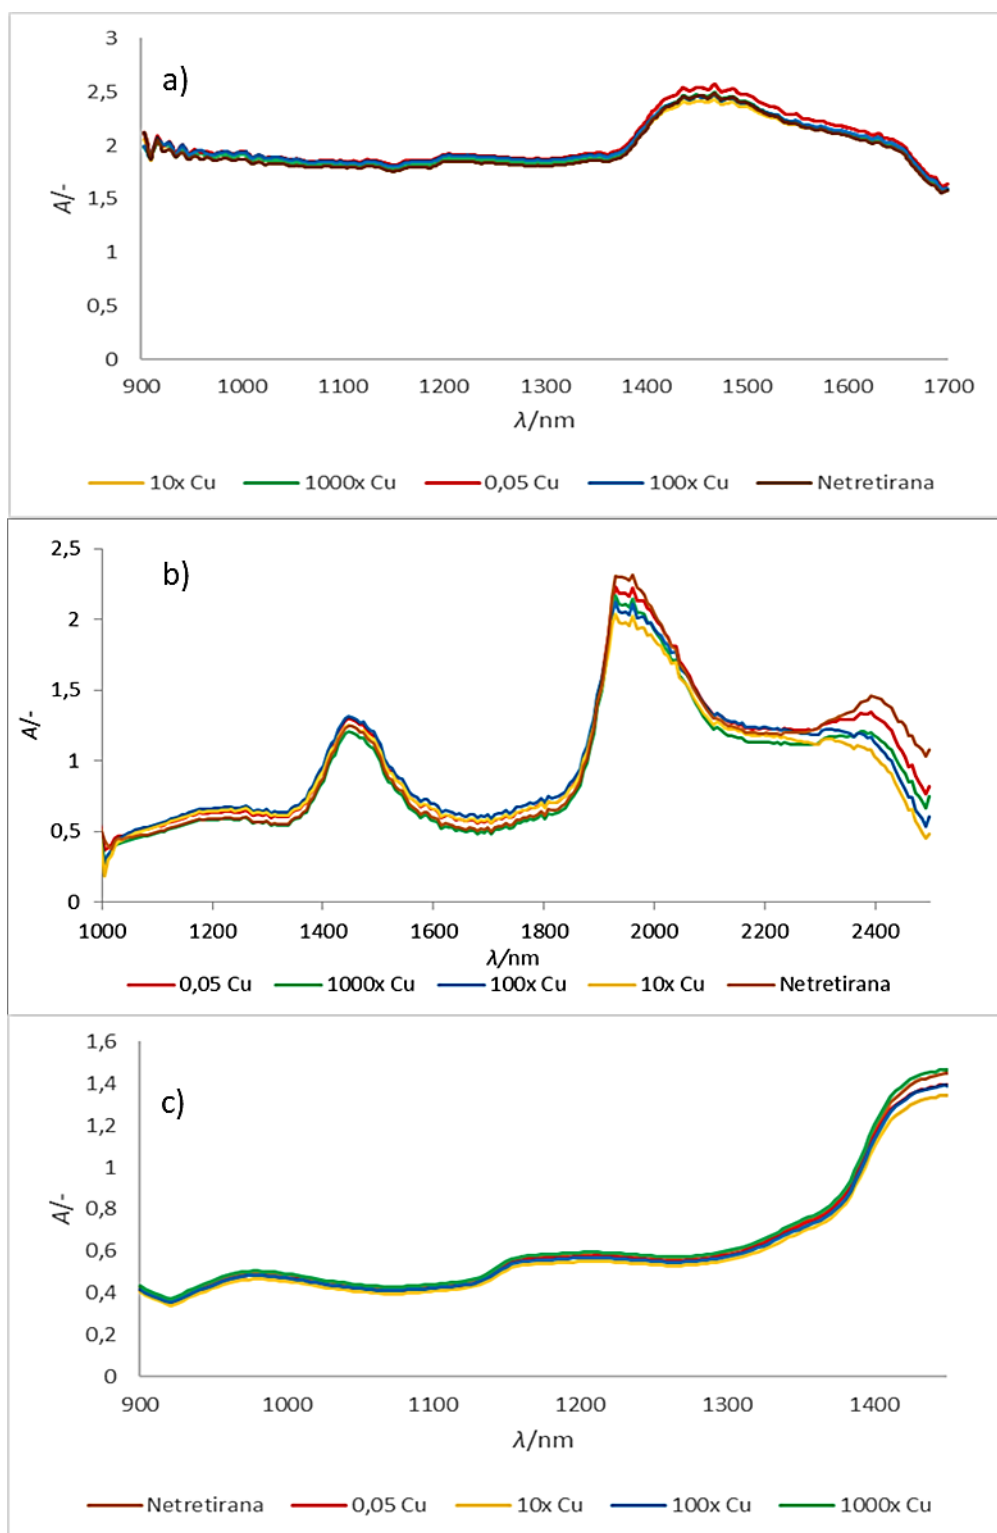 a)
3
2,5
2
1,5
1
0,5
0
A/-
900 1000 1100 1200 1300 1400 1500 1600 1700
λ/nm
10x Cu 1000x Cu 0,05 Cu 100x Cu Netretirana
b)
2,5
2
1,5
1
0,5
0
A/-
1000 1200 1400 1600 1800 2000 2200 2400
λ/nm
0,05 Cu 1000x Cu 100x Cu 10x Cu Netretirana
c)
1,6
1,4
1,2
1
0,8
0,6
0,4
0,2
0
A/-
900 1000 1100 1200 1300 1400
λ/nm
Netretirana 0,05 Cu 10x Cu 100x Cu 1000x Cu